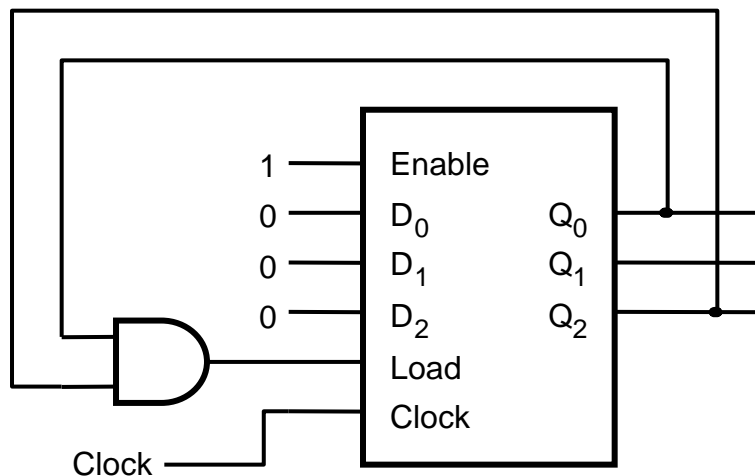 1 Enable
0 D0 Q0
0 D1 Q1
0 D2 Q2
Load
Clock
Clock